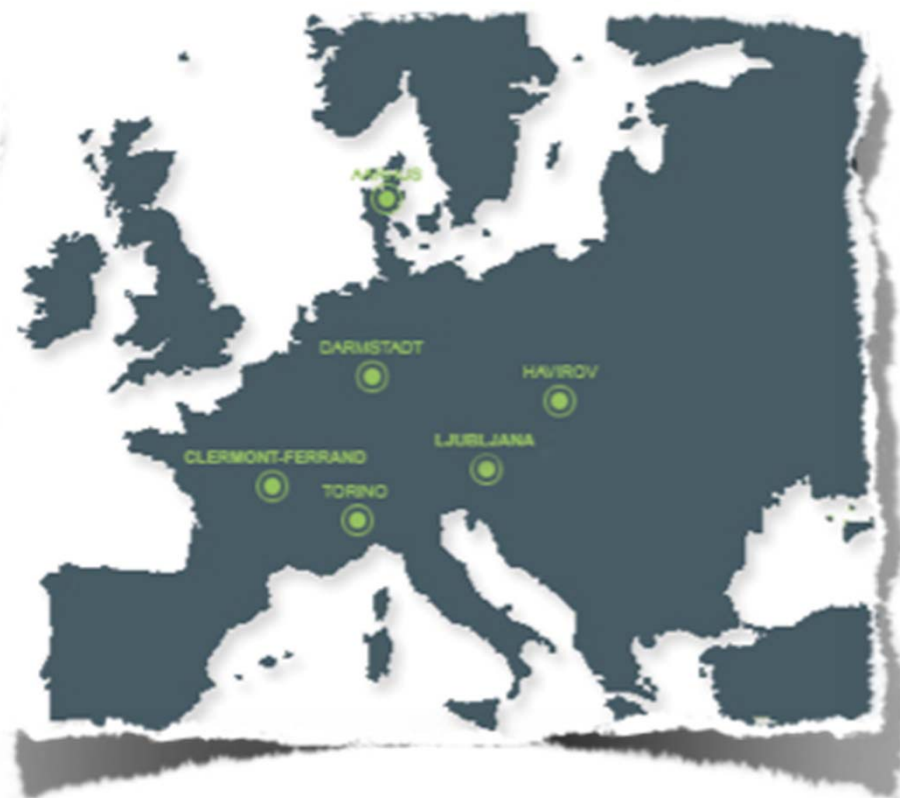 DARMSTADT
HAVIROV
LJUBLJANA
CLERMONT-FERRAND
TORINO